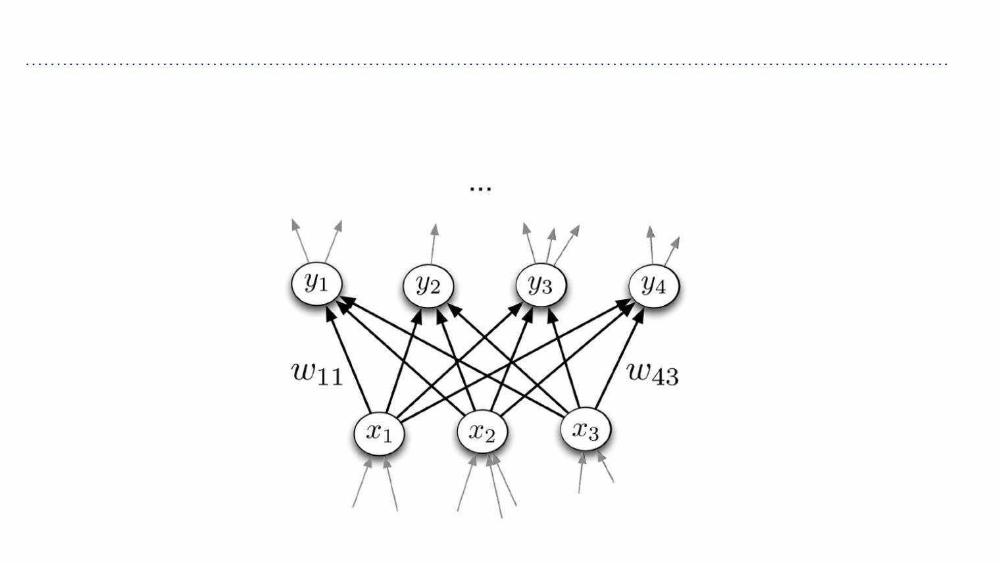 ...
y₁ y₂ y₃ y₄
w₁₁ w₄₃
x₁ x₂ x₃